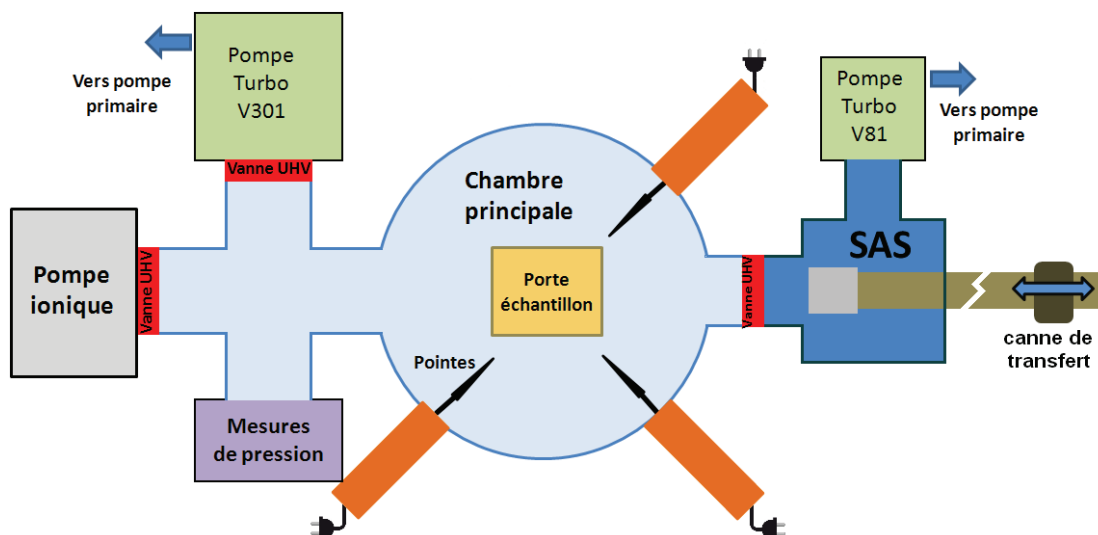 Pompe
Turbo
V301
Vers pompe
primaire
Vanne UHV
Pompe
ionique
Vanne UHV
Mesures
de pression
Chambre
principale
Porte
échantillon
Pointes
Vanne UHV
Pompe
Turbo
V81
Vers pompe
primaire
SAS
canne de
transfert